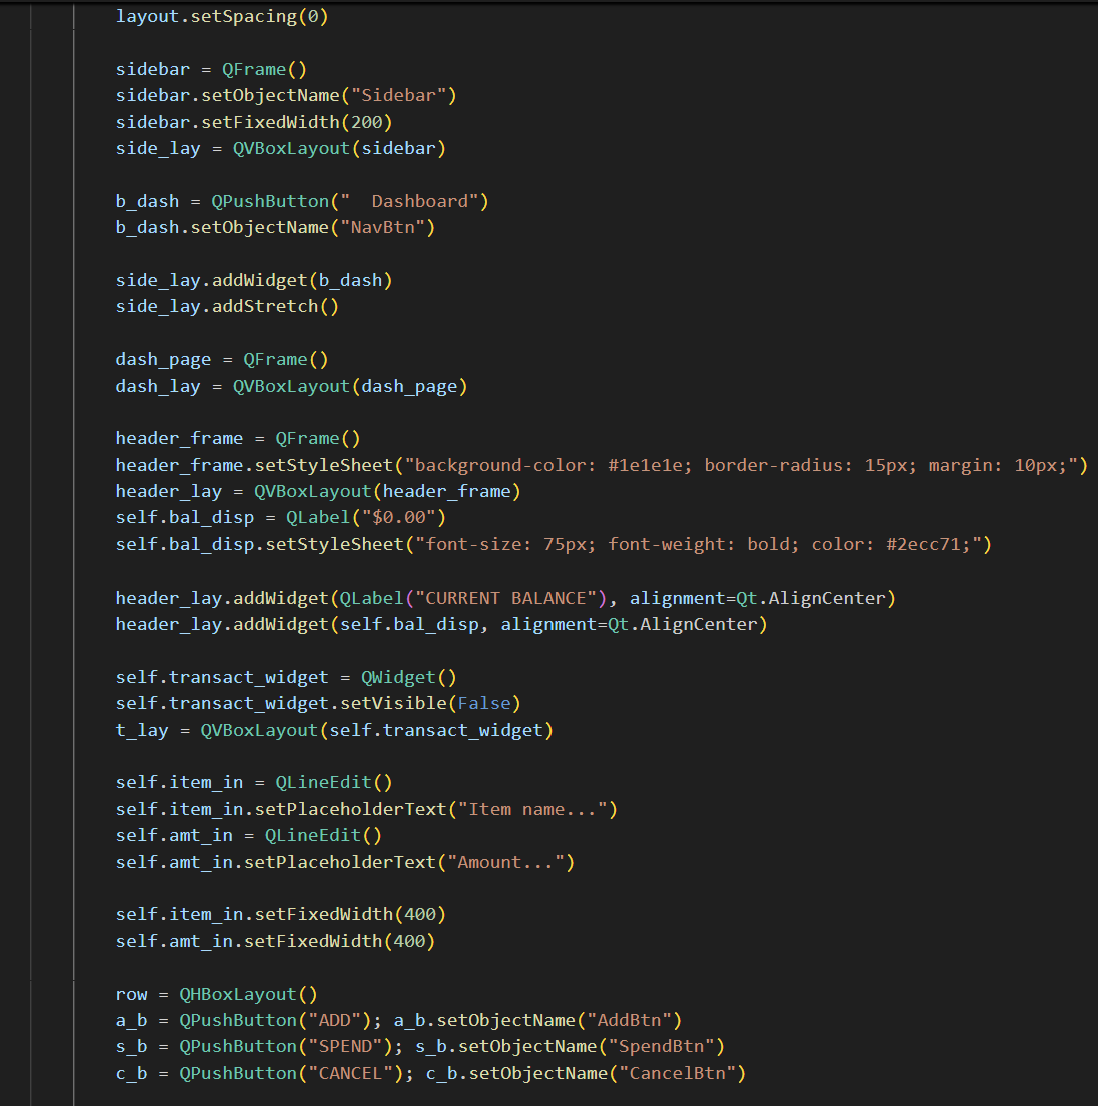 layout.setSpacing(0)
sidebar = QFrame()
sidebar.setObjectName("Sidebar")
sidebar.setFixedWidth(200)
side_lay = QVBoxLayout(sidebar)
b_dash = QPushButton("  Dashboard")
b_dash.setObjectName("NavBtn")
side_lay.addWidget(b_dash)
side_lay.addStretch()
dash_page = QFrame()
dash_lay = QVBoxLayout(dash_page)
header_frame = QFrame()
header_frame.setStyleSheet("background-color: #1e1e1e; border-radius: 15px; margin: 10px;")
header_lay = QVBoxLayout(header_frame)
self.bal_disp = QLabel("$0.00")
self.bal_disp.setStyleSheet("font-size: 75px; font-weight: bold; color: #2ecc71;")
header_lay.addWidget(QLabel("CURRENT BALANCE"), alignment=Qt.AlignCenter)
header_lay.addWidget(self.bal_disp, alignment=Qt.AlignCenter)
self.transact_widget = QWidget()
self.transact_widget.setVisible(False)
t_lay = QVBoxLayout(self.transact_widget)
self.item_in = QLineEdit()
self.item_in.setPlaceholderText("Item name...")
self.amt_in = QLineEdit()
self.amt_in.setPlaceholderText("Amount...")
self.item_in.setFixedWidth(400)
self.amt_in.setFixedWidth(400)
row = QHBoxLayout()
a_b = QPushButton("ADD"); a_b.setObjectName("AddBtn")
s_b = QPushButton("SPEND"); s_b.setObjectName("SpendBtn")
c_b = QPushButton("CANCEL"); c_b.setObjectName("CancelBtn")